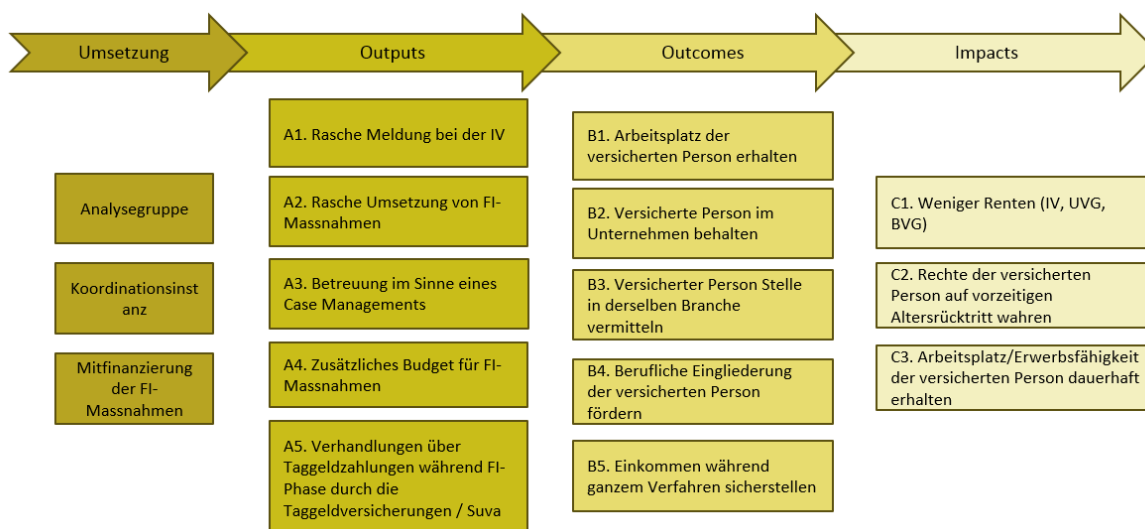 Umsetzung
Outputs
Outcomes
Impacts
Analysegruppe
Koordinationsinst
anz
Mitfinanzierung
der FI-
Massnahmen
A1. Rasche Meldung bei der IV
A2. Rasche Umsetzung von FI-
Massnahmen
A3. Betreuung im Sinne eines
Case Managements
A4. Zusätzliches Budget für FI-
Massnahmen
A5. Verhandlungen über
Taggeldzahlungen während FI-
Phase durch die
Taggeldversicherungen / Suva
B1. Arbeitsplatz der
versicherten Person erhalten
B2. Versicherte Person im
Unternehmen behalten
B3. Versicherter Person Stelle
in derselben Branche
vermitteln
B4. Berufliche Eingliederung
der versicherten Person
fördern
B5. Einkommen während
ganzem Verfahren sicherstellen
C1. Weniger Renten (IV, UVG,
BVG)
C2. Rechte der versicherten
Person auf vorzeitigen
Altersrücktritt wahren
C3. Arbeitsplatz/Erwerbsfähigkeit
der versicherten Person dauerhaft
erhalten